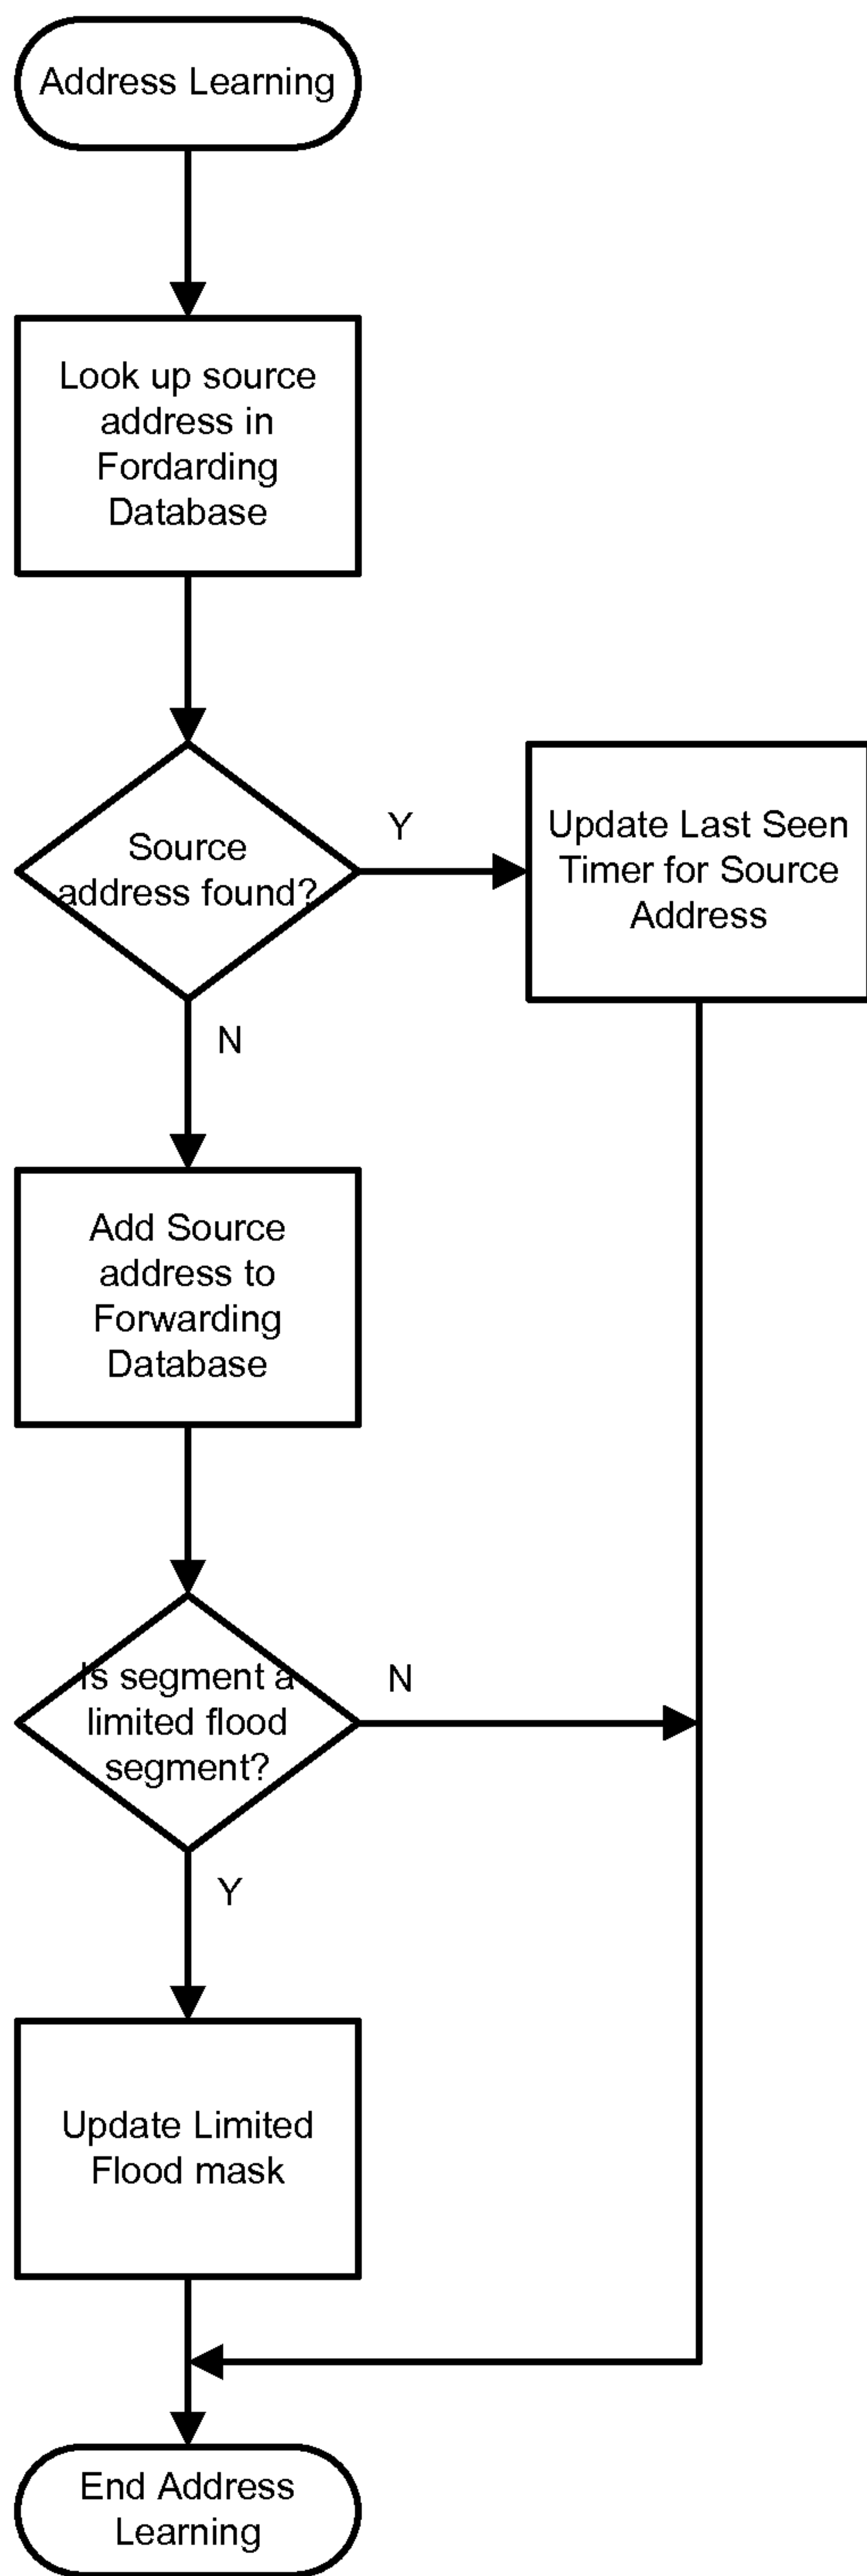 Address Learning
Look up source
address in
Fordarding
Database
Source
address found?
Y
Update Last Seen
Timer for Source
Address
N
Add Source
address to
Forwarding
Database
Is segment a
limited flood
segment?
N
Y
Update Limited
Flood mask
End Address
Learning